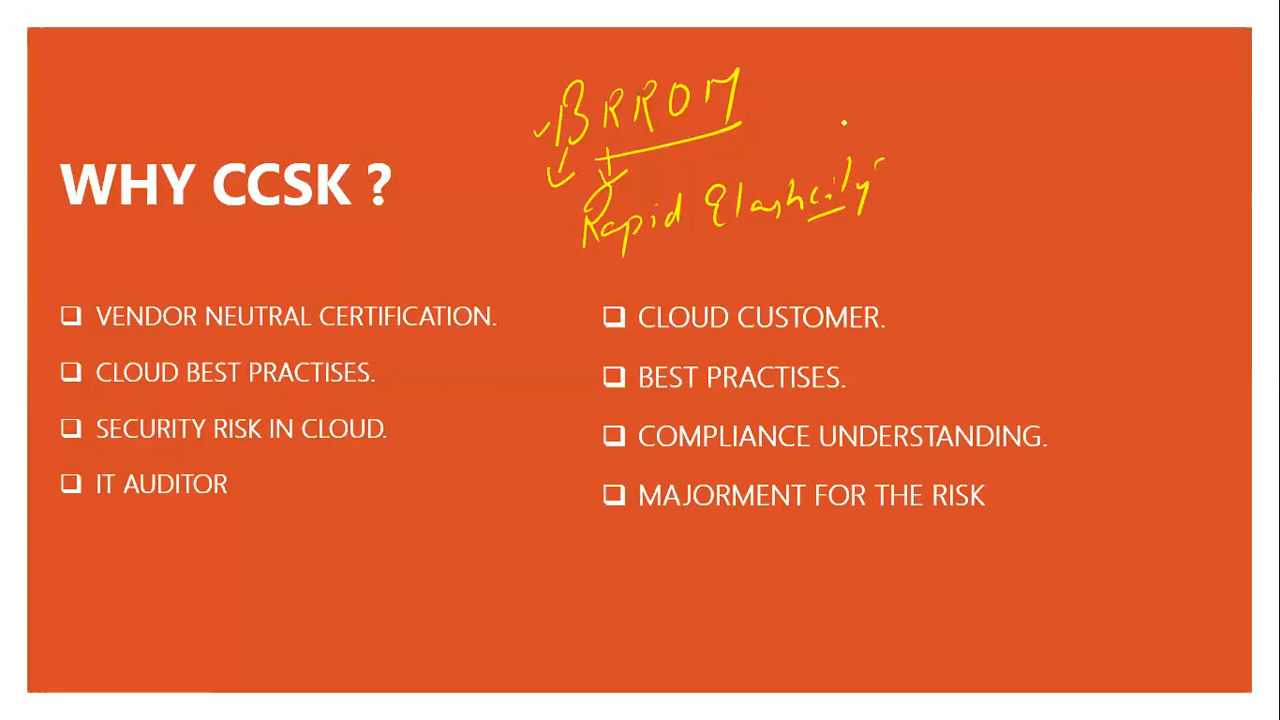 BRROM
WHY CCSK ?
Rapid Elasticity
VENDOR NEUTRAL CERTIFICATION.
CLOUD BEST PRACTISES.
SECURITY RISK IN CLOUD.
IT AUDITOR
CLOUD CUSTOMER.
BEST PRACTISES.
COMPLIANCE UNDERSTANDING.
MAJORMENT FOR THE RISK